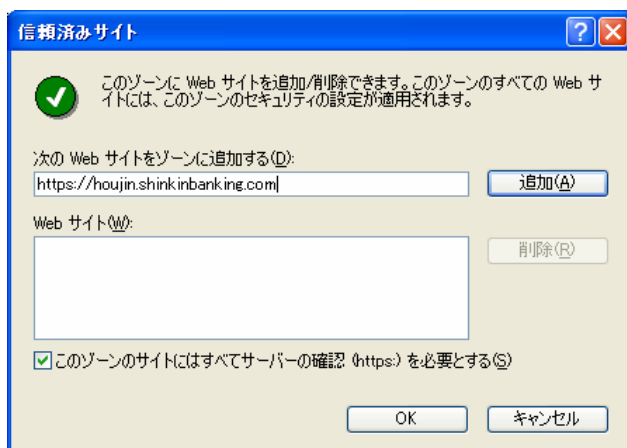 信頼済みサイト
このゾーンに Web サイトを追加/削除できます。このゾーンのすべての Web サ
イトには、このゾーンのセキュリティの設定が適用されます。
次の Web サイトをゾーンに追加する(D):
https://houjin.shinkinbanking.com
追加(A)
Web サイト(W):
削除(R)
このゾーンのサイトにはすべてサーバーの確認 (https:) を必要とする(S)
OK
キャンセル